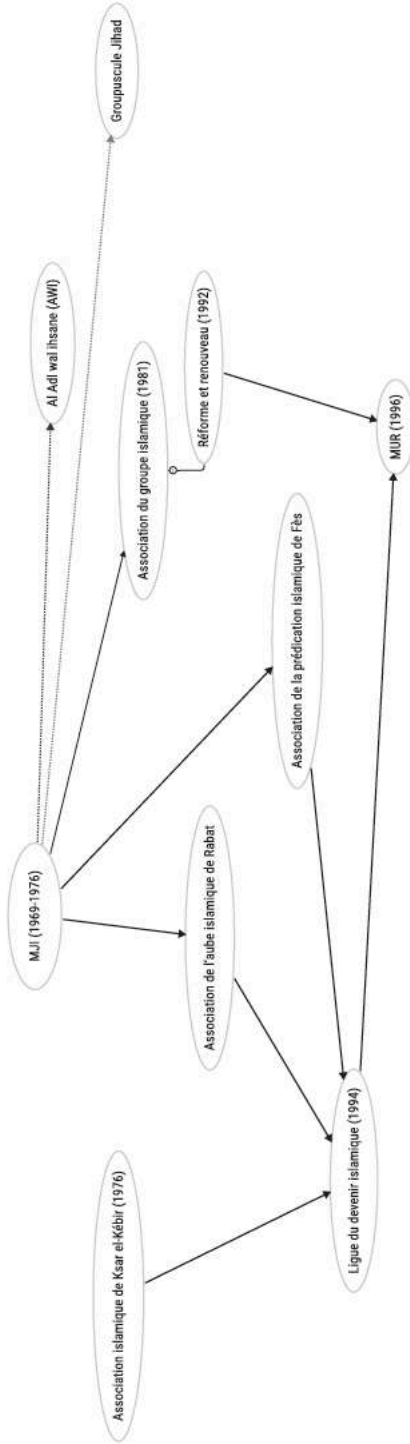 MJI (1969-1976)
Al Adl wal ihsane (AWI)
Groupuscule Jihad
Association islamique de Ksar el-Kébir (1976)
Association de l'aube islamique de Rabat
Association du groupe islamique (1981)
Réforme et renouveau (1992)
Association de la prédication islamique de Fès
Ligue du devenir islamique (1994)
MUR (1996)